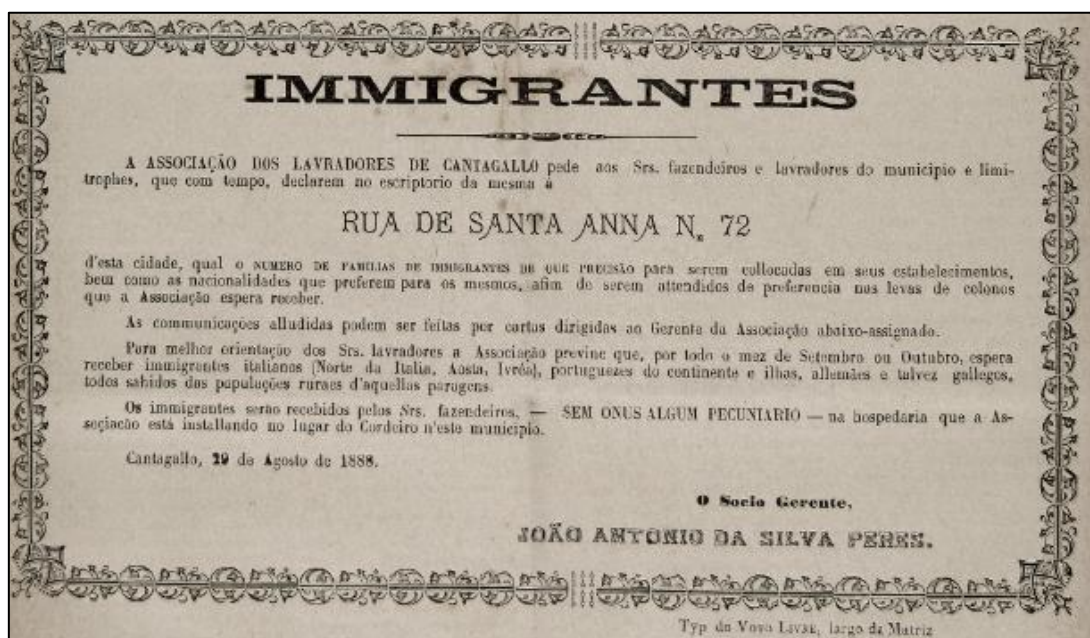 IMMIGRANTES
A ASSOCIAÇÃO DOS LAVRADORES DE CANTAGALLO pede aos Srs. fazendeiros e lavradores do municipio e limi-
trophes, que com tempo, declarem no escriptorio da mesma á
RUA DE SANTA ANNA N. 72
d'esta cidade, qual o NUMERO DE FAMILIAS DE IMMIGRANTES DE QUE PRECISÃO para serem collocadas em seus estabelecimentos,
bem como as nacionalidades que preferem para os mesmos, afim de serem attendidos de preferencia nas levas de colonos
que a Associação espera receber.
As communicações alludidas podem ser feitas por cartas dirigidas ao Gerente da Associação abaixo-assignado.
Para melhor orientação dos Srs. lavradores a Associação previne que, por todo o mez de Setembro ou Outubro, espera
receber immigrantes italianos (Norte da Italia, Aosta, Ivréa), portuguezes do continente e ilhas, allemães e talvez gallegos,
todos sahidos das populações ruraes d'aquellas paragens.
Os immigrantes serão recebidos pelos Srs. fazendeiros, — SEM ONUS ALGUM PECUNIARIO — na hospedaria que a As-
sociação está installando no lugar do Cordeiro n'este municipio.
Cantagallo, 29 de Agosto de 1888.
O Socio Gerente,
JOÃO ANTONIO DA SILVA PERES.
Typ. do VOTO LIVRE, largo da Matriz